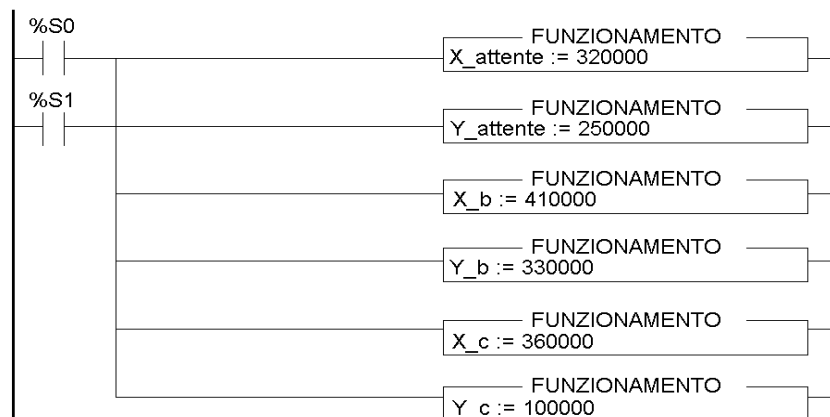 %S0
FUNZIONAMENTO
X_attente := 320000
%S1
FUNZIONAMENTO
Y_attente := 250000
FUNZIONAMENTO
X_b := 410000
FUNZIONAMENTO
Y_b := 330000
FUNZIONAMENTO
X_c := 360000
FUNZIONAMENTO
Y_c := 100000